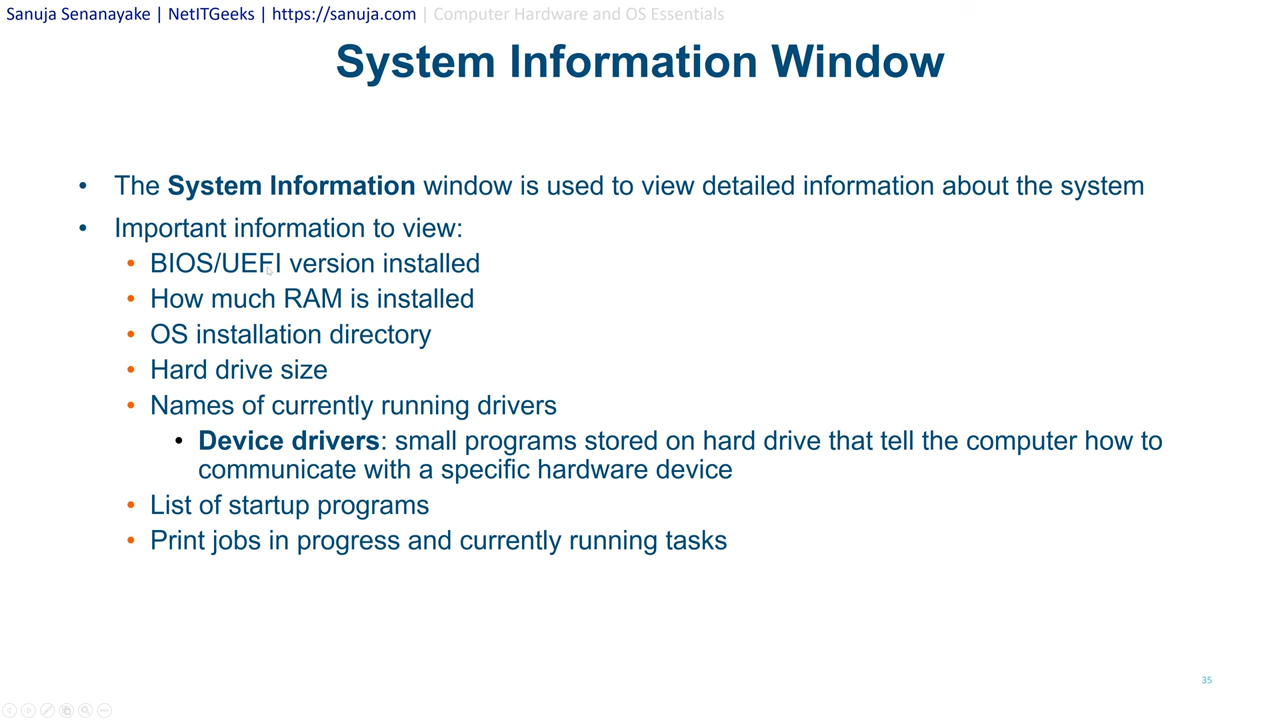 Sanuja Senanayake | NetITGeeks | https://sanuja.com | Computer Hardware and OS Essentials
System Information Window
• The System Information window is used to view detailed information about the system
• Important information to view:
• BIOS/UEFI version installed
• How much RAM is installed
• OS installation directory
• Hard drive size
• Names of currently running drivers
• Device drivers: small programs stored on hard drive that tell the computer how to
communicate with a specific hardware device
• List of startup programs
• Print jobs in progress and currently running tasks
35